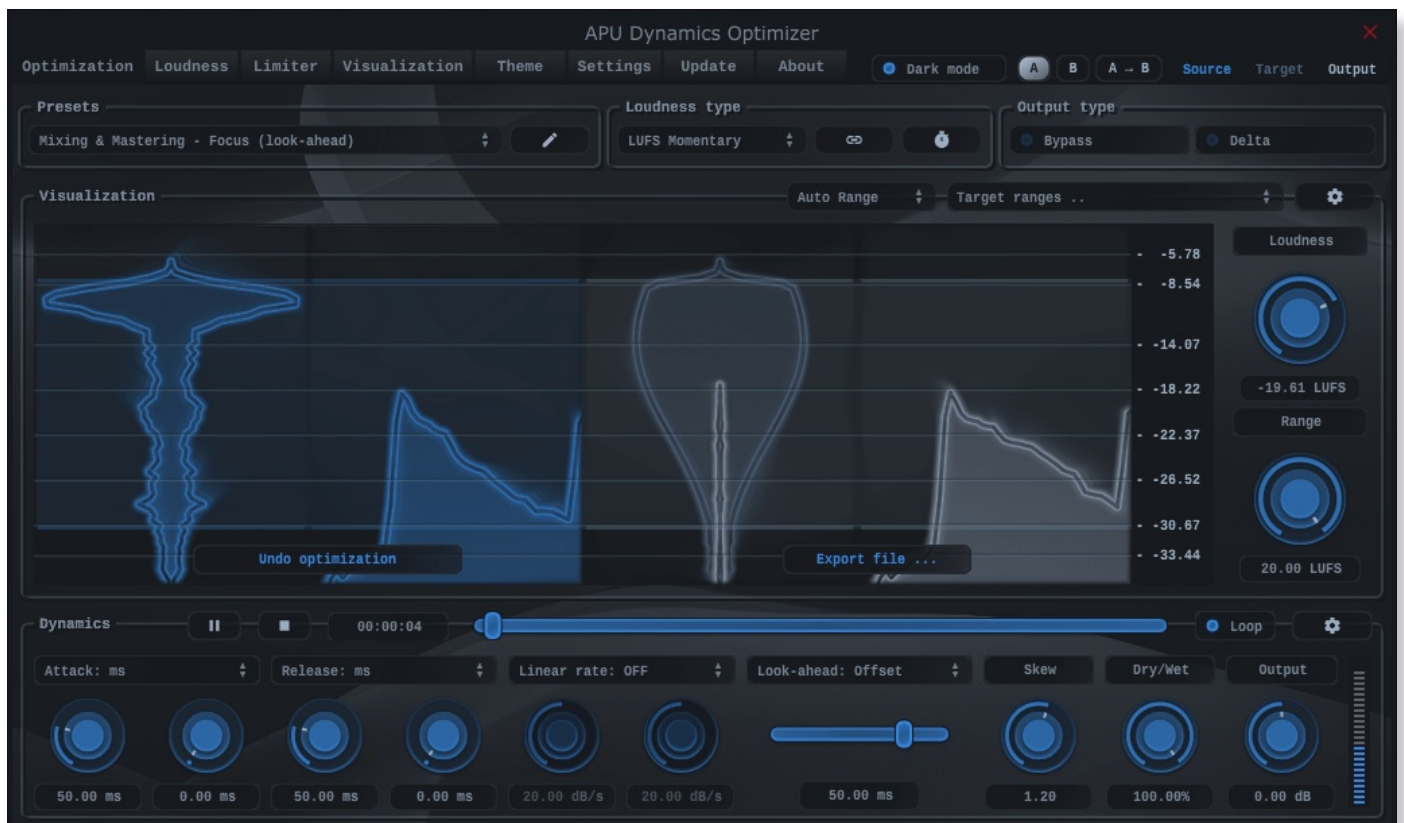 APU Dynamics Optimizer
Optimization Loudness Limiter Visualization Theme Settings Update About Dark mode A B A → B Source Target Output
Presets Loudness type Output type
Mixing & Mastering - Focus (look-ahead) LUFS Momentary Bypass Delta
Visualization Auto Range Target ranges ..
Loudness
- -5.78
- -8.54
- -14.07
- -18.22
-19.61 LUFS
Range
- -22.37
- -26.52
- -30.67
- -33.44
Undo optimization Export file ...
20.00 LUFS
Dynamics 00:00:04 Loop
Attack: ms Release: ms Linear rate: OFF Look-ahead: Offset Skew Dry/Wet Output
50.00 ms 0.00 ms 50.00 ms 0.00 ms 20.00 dB/s 20.00 dB/s 50.00 ms 1.20 100.00% 0.00 dB